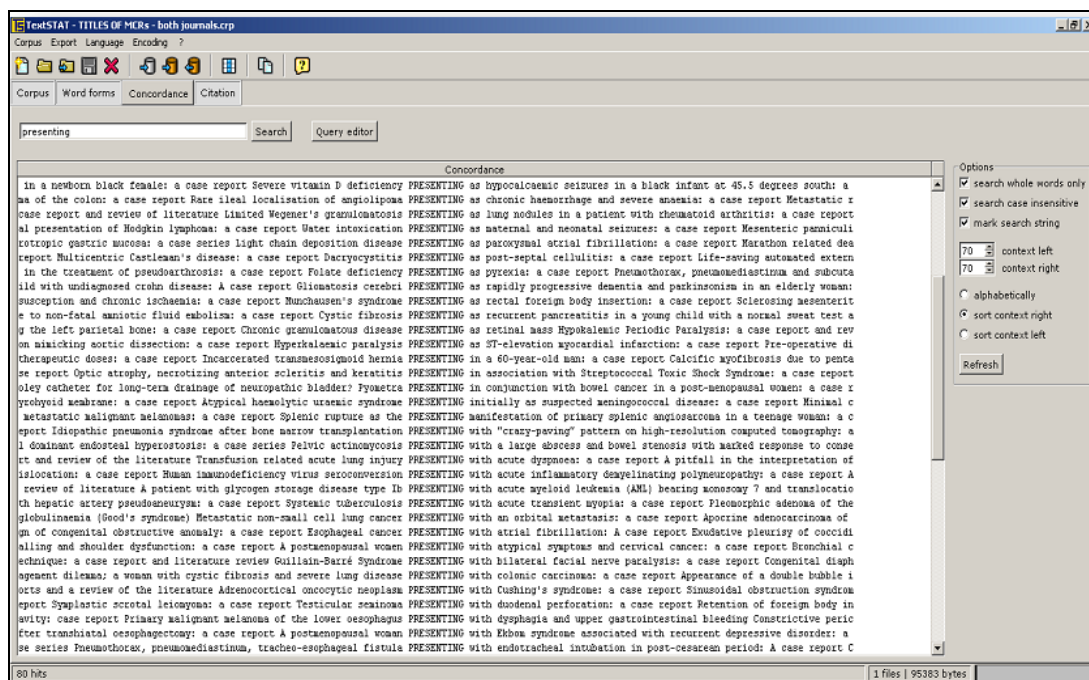 TextSTAT - TITLES OF MCRs - both journals.crp
Corpus Export Language Encoding ?
Corpus Word forms Concordance Citation
presenting Search Query editor
Concordance
in a newborn black female: a case report Severe vitamin D deficiency PRESENTING as hypocalcaemic seizures in a black infant at 45.5 degrees south: a
ma of the colon: a case report Rare ileal localisation of angiolipoma PRESENTING as chronic haemorrhage and severe anaemia: a case report Metastatic r
case report and review of literature Limited Wegener's granulomatosis PRESENTING as lung nodules in a patient with rheumatoid arthritis: a case report
al presentation of Hodgkin lymphoma: a case report Water intoxication PRESENTING as maternal and neonatal seizures: a case report Mesenteric panniculi
rotropic gastric mucosa: a case series Light chain deposition disease PRESENTING as paroxysmal atrial fibrillation: a case report Marathon related dea
report Multicentric Castleman's disease: a case report Dacryocystitis PRESENTING as post-septal cellulitis: a case report Life-saving automated extern
in the treatment of pseudoarthrosis: a case report Folate deficiency PRESENTING as pyrexia: a case report Pneumothorax, pneumomediastinum and subcuta
ild with undiagnosed crohn disease: A case report Gliomatosis cerebri PRESENTING as rapidly progressive dementia and parkinsonism in an elderly woman:
susception and chronic ischaemia: a case report Munchausen's syndrome PRESENTING as rectal foreign body insertion: a case report Sclerosing mesenterit
e to non-fatal amniotic fluid embolism: a case report Cystic fibrosis PRESENTING as recurrent pancreatitis in a young child with a normal sweat test a
g the left parietal bone: a case report Chronic granulomatous disease PRESENTING as retinal mass Hypokalemic Periodic Paralysis: a case report and rev
on mimicking aortic dissection: a case report Hyperkalaemic paralysis PRESENTING as ST-elevation myocardial infarction: a case report Pre-operative di
therapeutic doses: a case report Incarcerated transmesosigmoid hernia PRESENTING in a 60-year-old man: a case report Calcific myofibrosis due to penta
se report Optic atrophy, necrotizing anterior scleritis and keratitis PRESENTING in association with Streptococcal Toxic Shock Syndrome: a case report
oley catheter for long-term drainage of neuropathic bladder? Pyometra PRESENTING in conjunction with bowel cancer in a post-menopausal women: a case r
yrohyoid membrane: a case report Atypical haemolytic uraemic syndrome PRESENTING initially as suspected meningococcal disease: a case report Minimal c
metastatic malignant melanomas: a case report Splenic rupture as the PRESENTING manifestation of primary splenic angiosarcoma in a teenage woman: a c
eport Idiopathic pneumonia syndrome after bone marrow transplantation PRESENTING with "crazy-paving" pattern on high-resolution computed tomography: a
l dominant endosteal hyperostosis: a case series Pelvic actinomycosis PRESENTING with a large abscess and bowel stenosis with marked response to conse
rt and review of the literature Transfusion related acute lung injury PRESENTING with acute dyspnoea: a case report A pitfall in the interpretation of
islocation: a case report Human immunodeficiency virus seroconversion PRESENTING with acute inflammatory demyelinating polyneuropathy: a case report A
review of literature A patient with glycogen storage disease type Ib PRESENTING with acute myeloid leukemia (AML) bearing monosomy 7 and translocatio
th hepatic artery pseudoaneurysm: a case report Systemic tuberculosis PRESENTING with acute transient myopia: a case report Pleomorphic adenoma of the
globulinaemia (Good's syndrome) Metastatic non-small cell lung cancer PRESENTING with an orbital metastasis: a case report Apocrine adenocarcinoma of
gn of congenital obstructive anomaly: a case report Esophageal cancer PRESENTING with atrial fibrillation: A case report Exudative pleurisy of coccidi
alling and shoulder dysfunction: a case report A postmenopausal women PRESENTING with atypical symptoms and cervical cancer: a case report Bronchial c
echnique: a case report and literature review Guillain-Barré Syndrome PRESENTING with bilateral facial nerve paralysis: a case report Congenital diaph
agement dilemma; a woman with cystic fibrosis and severe lung disease PRESENTING with colonic carcinoma: a case report Appearance of a double bubble i
orts and a review of the literature Adrenocortical oncocytic neoplasm PRESENTING with Cushing's syndrome: a case report Sinusoidal obstruction syndrom
eport Symplastic scrotal leiomyoma: a case report Testicular seminoma PRESENTING with duodenal perforation: a case report Retention of foreign body in
avity: case report Primary malignant melanoma of the lower oesophagus PRESENTING with dysphagia and upper gastrointestinal bleeding Constrictive peric
fter transhiatal oesophagectomy: a case report A postmenopausal woman PRESENTING with Ekbom syndrome associated with recurrent depressive disorder: a
se series Pneumothorax, pneumomediastinum, tracheo-esophageal fistula PRESENTING with endotracheal intubation in post-cesarean period: A case report C
Options
search whole words only
search case insensitive
mark search string
70 context left
70 context right
alphabetically
sort context right
sort context left
Refresh
80 hits
1 files | 95383 bytes